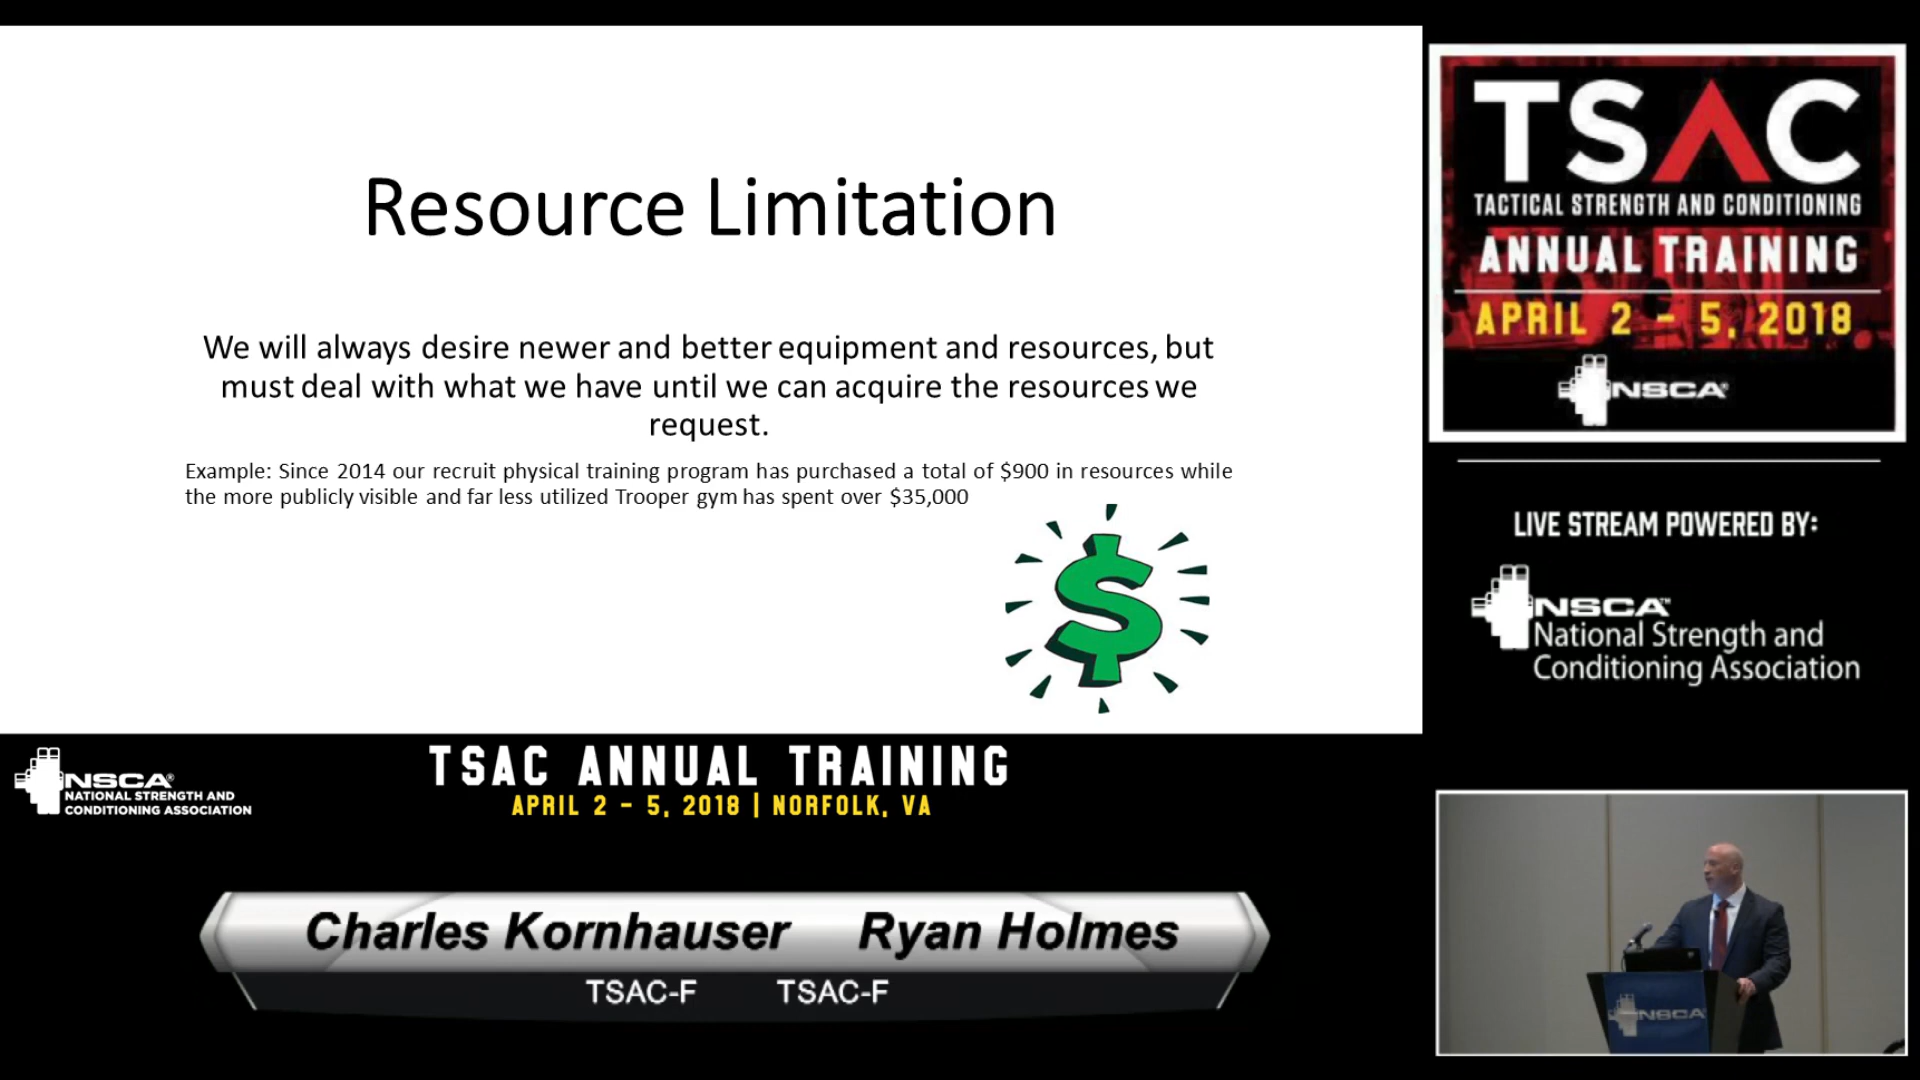 Resource Limitation
We will always desire newer and better equipment and resources, but
must deal with what we have until we can acquire the resources we
request.
Example: Since 2014 our recruit physical training program has purchased a total of $900 in resources while
the more publicly visible and far less utilized Trooper gym has spent over $35,000
$
TSAC
TACTICAL STRENGTH AND CONDITIONING
ANNUAL TRAINING
APRIL 2 - 5, 2018
NSCA®
LIVE STREAM POWERED BY:
NSCA™
National Strength and
Conditioning Association
NSCA®
NATIONAL STRENGTH AND
CONDITIONING ASSOCIATION
TSAC ANNUAL TRAINING
APRIL 2 - 5, 2018 | NORFOLK, VA
Charles Kornhauser Ryan Holmes
TSAC-F TSAC-F
NSCA